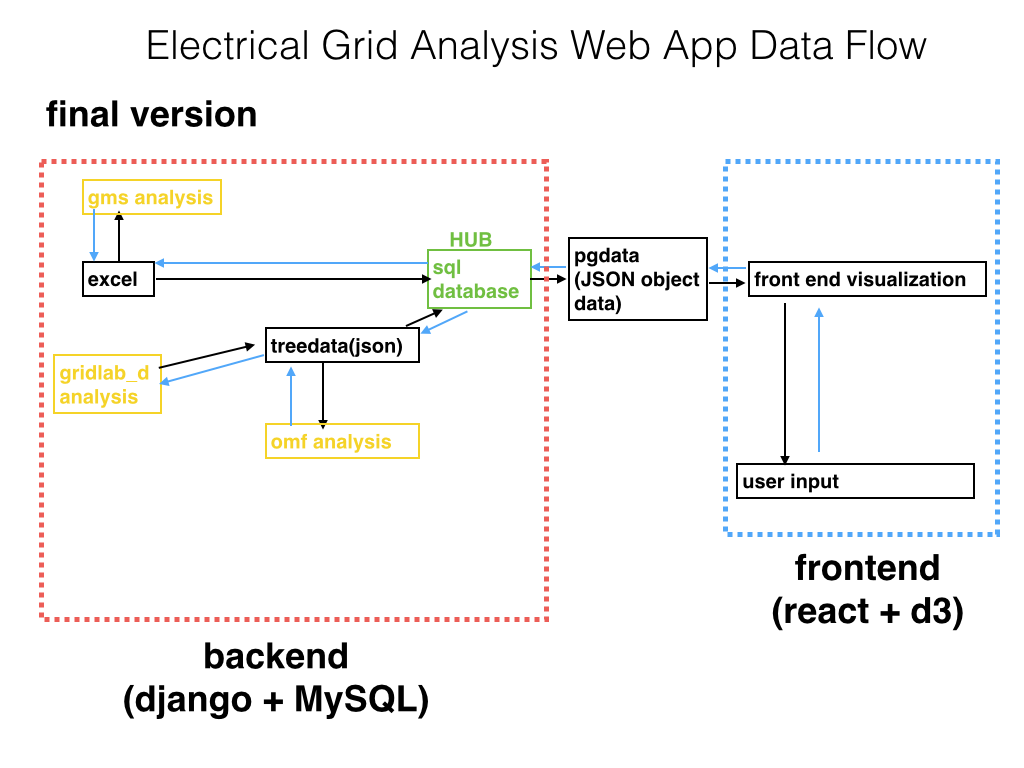 Electrical Grid Analysis Web App Data Flow
final version
gms analysis
HUB
excel
sql
database
pgdata
(JSON object
data)
front end visualization
treedata(json)
gridlab_d
analysis
omf analysis
user input
frontend
(react + d3)
backend
(django + MySQL)